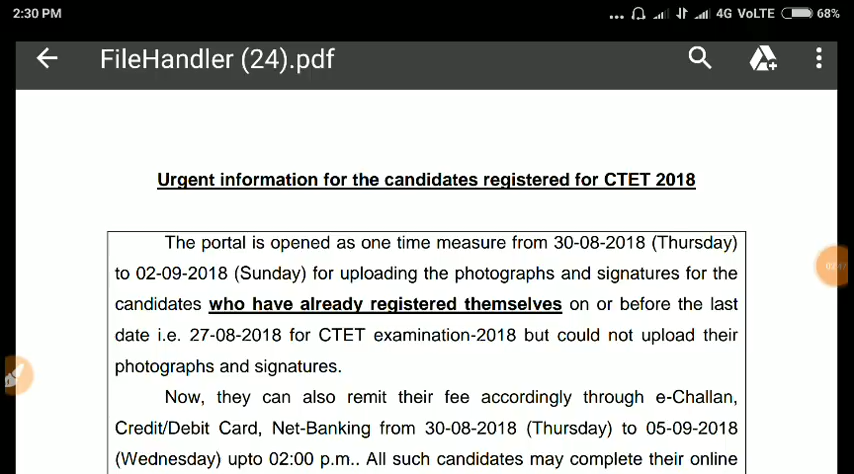 2:30 PM ... 4G VoLTE 68%
FileHandler (24).pdf
Urgent information for the candidates registered for CTET 2018
The portal is opened as one time measure from 30-08-2018 (Thursday)
to 02-09-2018 (Sunday) for uploading the photographs and signatures for the
candidates who have already registered themselves on or before the last
date i.e. 27-08-2018 for CTET examination-2018 but could not upload their
photographs and signatures.
Now, they can also remit their fee accordingly through e-Challan,
Credit/Debit Card, Net-Banking from 30-08-2018 (Thursday) to 05-09-2018
(Wednesday) upto 02:00 p.m.. All such candidates may complete their online